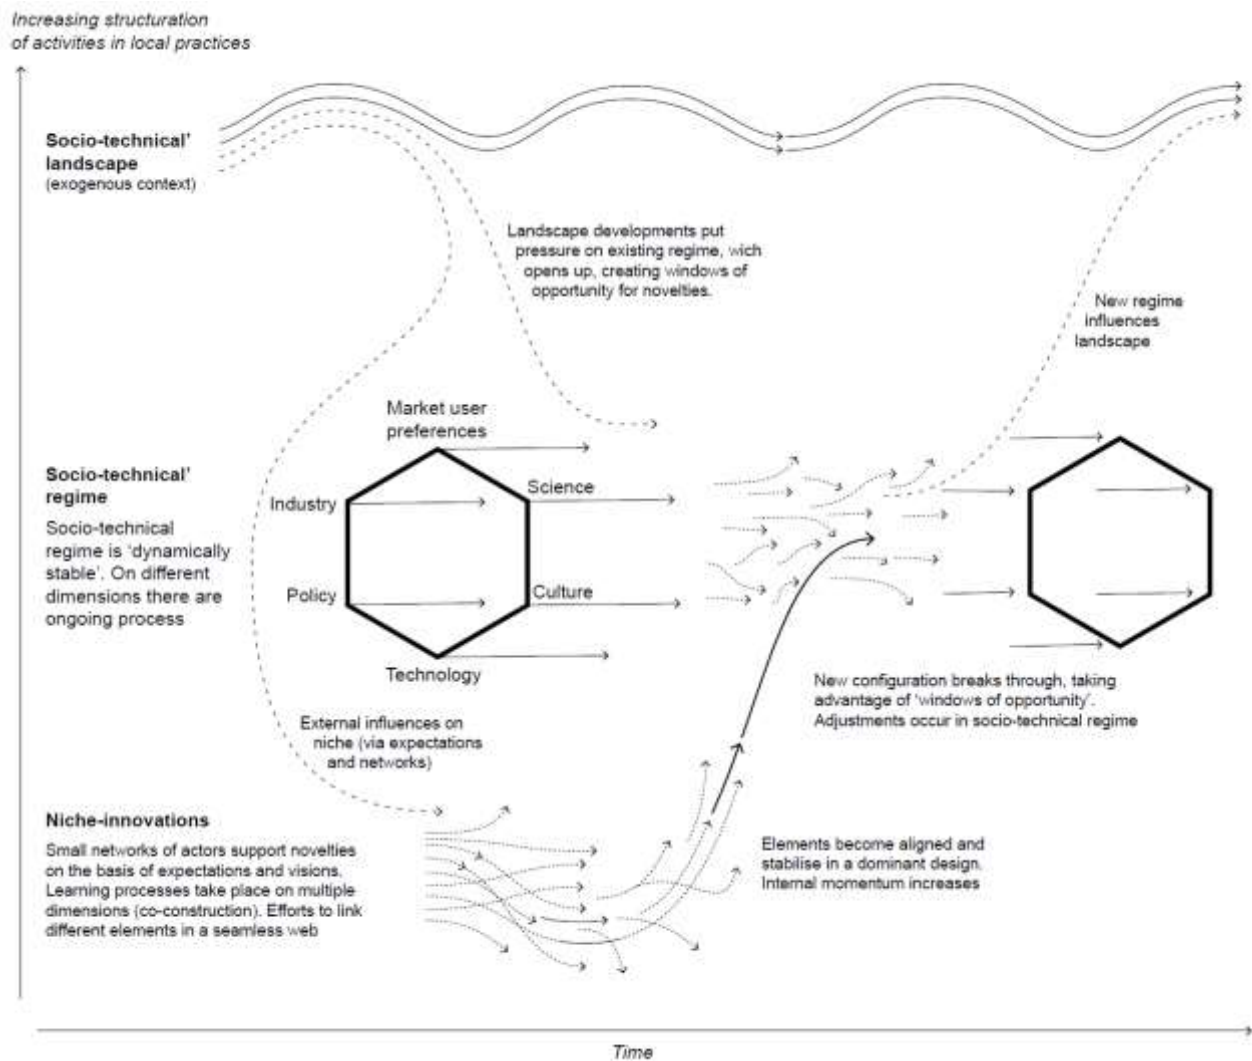 Increasing structuration
of activities in local practices
Socio-technical'
landscape
(exogenous context)
Landscape developments put
pressure on existing regime, wich
opens up, creating windows of
opportunity for novelties.
New regime
influences
landscape
Market user
preferences
Socio-technical'
regime
Socio-technical
regime is ‘dynamically
stable’. On different
dimensions there are
ongoing process
Industry
Science
Policy
Culture
Technology
New configuration breaks through, taking
advantage of ‘windows of opportunity’.
Adjustments occur in socio-technical regime
External influences on
niche (via expectations
and networks)
Niche-innovations
Small networks of actors support novelties
on the basis of expectations and visions.
Learning processes take place on multiple
dimensions (co-construction). Efforts to link
different elements in a seamless web
Elements become aligned and
stabilise in a dominant design.
Internal momentum increases
Time